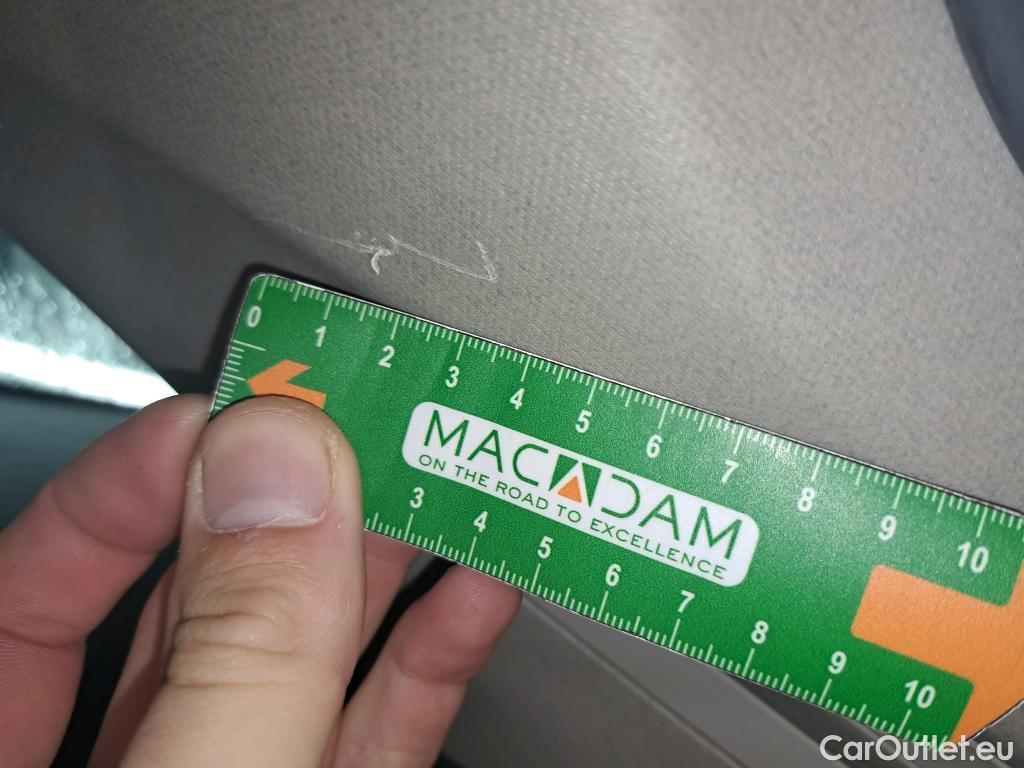 0 1 2 3 4 5 6 7 8 9 10
MACADAM
ON THE ROAD TO EXCELLENCE
3 4 5 6 7 8 9 10
CarOutlet.eu